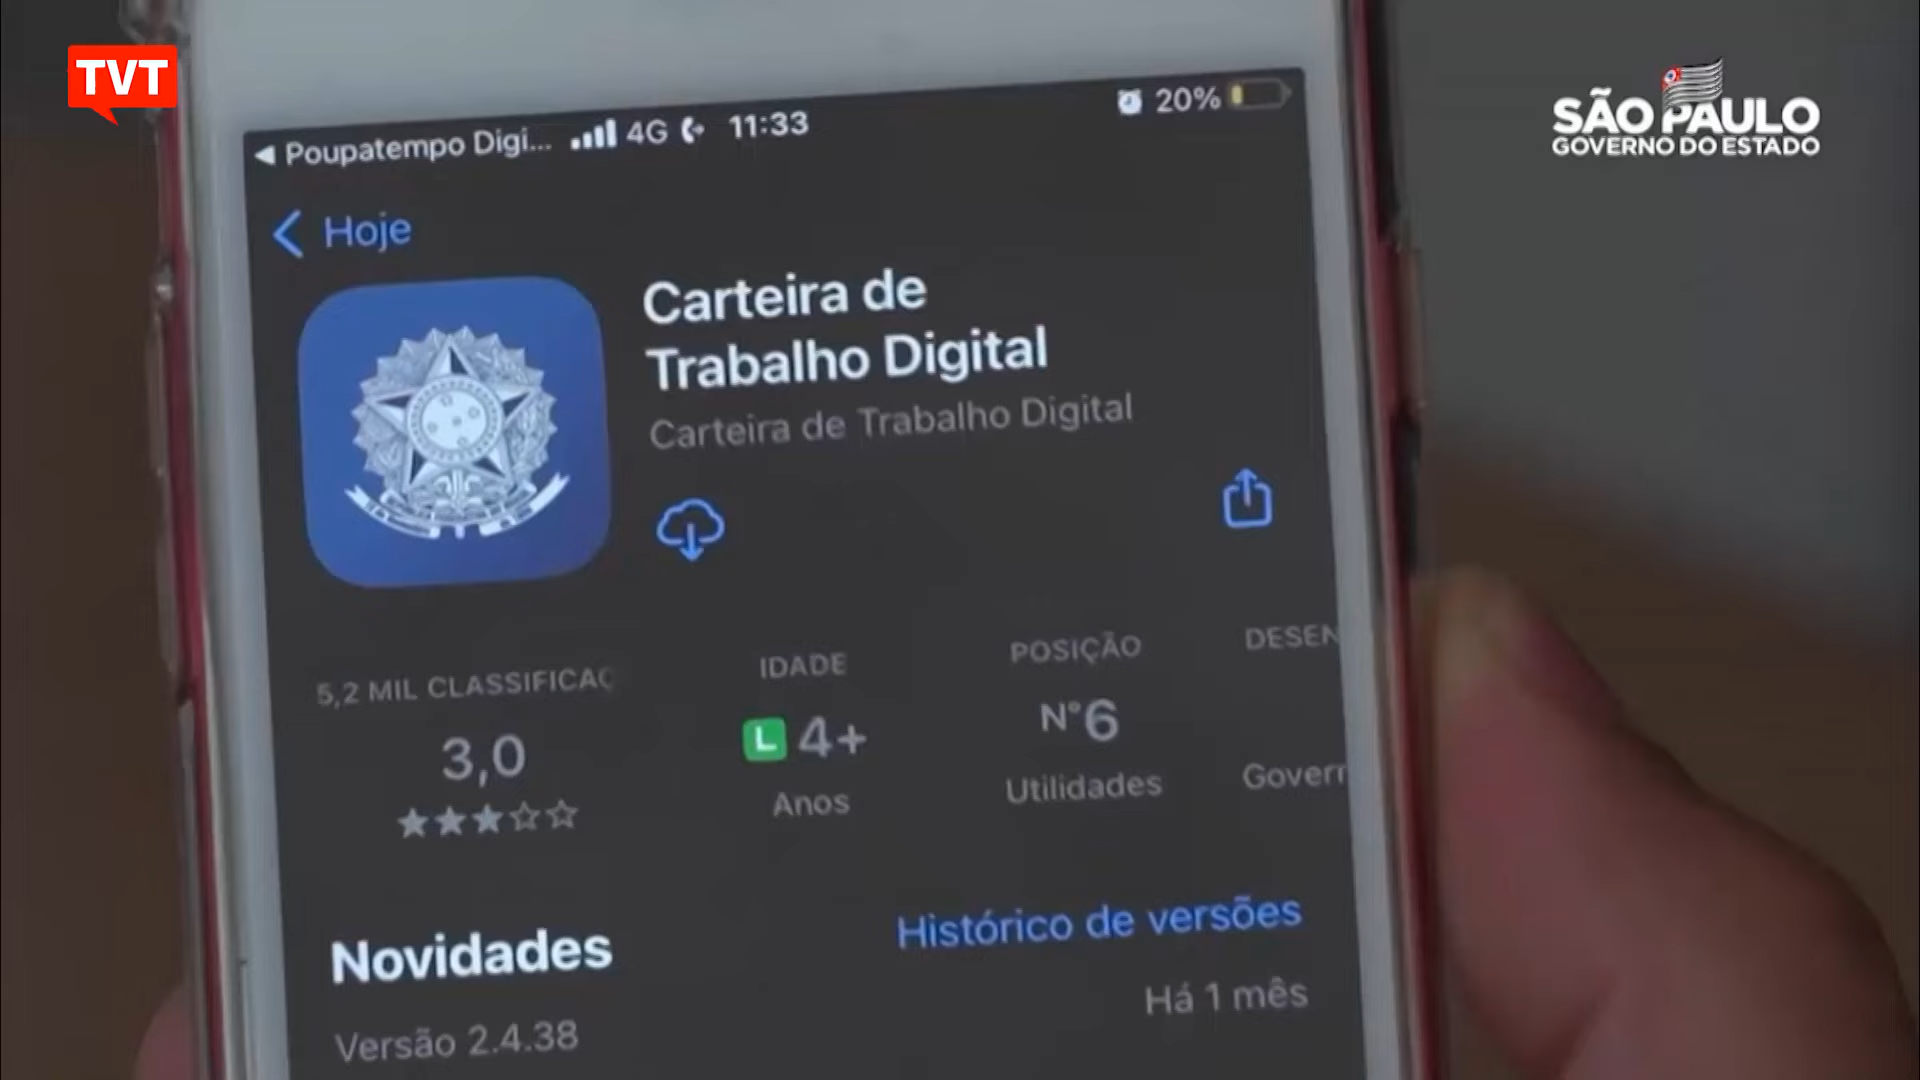 TVT
SÃO PAULO
GOVERNO DO ESTADO
Poupatempo Digi... 4G 11:33 20%
Hoje
Carteira de
Trabalho Digital
Carteira de Trabalho Digital
5,2 MIL CLASSIFICAÇ
IDADE
POSIÇÃO
DESEN
3,0
L 4+
N°6
Anos
Utilidades
Govern
Novidades
Histórico de versões
Versão 2.4.38
Há 1 mês